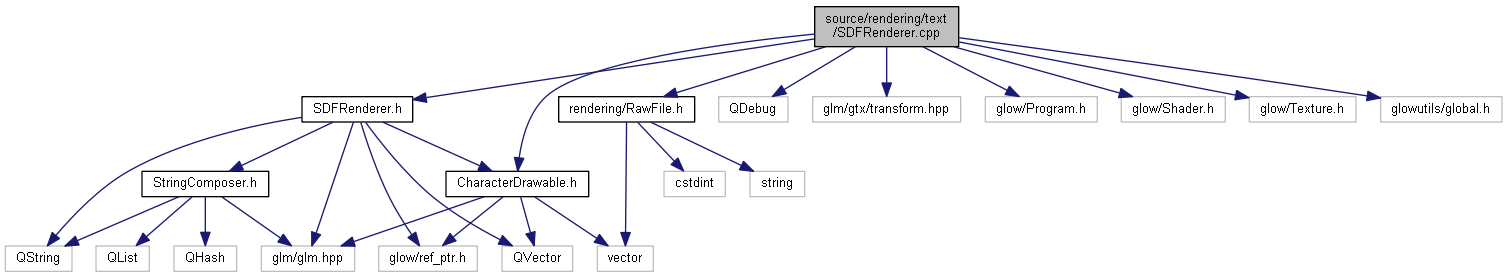 source/rendering/text
/SDFRenderer.cpp
SDFRenderer.h
rendering/RawFile.h
QDebug
glm/gtx/transform.hpp
glow/Program.h
glow/Shader.h
glow/Texture.h
glowutils/global.h
StringComposer.h
CharacterDrawable.h
cstdint
string
QString
QList
QHash
glm/glm.hpp
glow/ref_ptr.h
QVector
vector